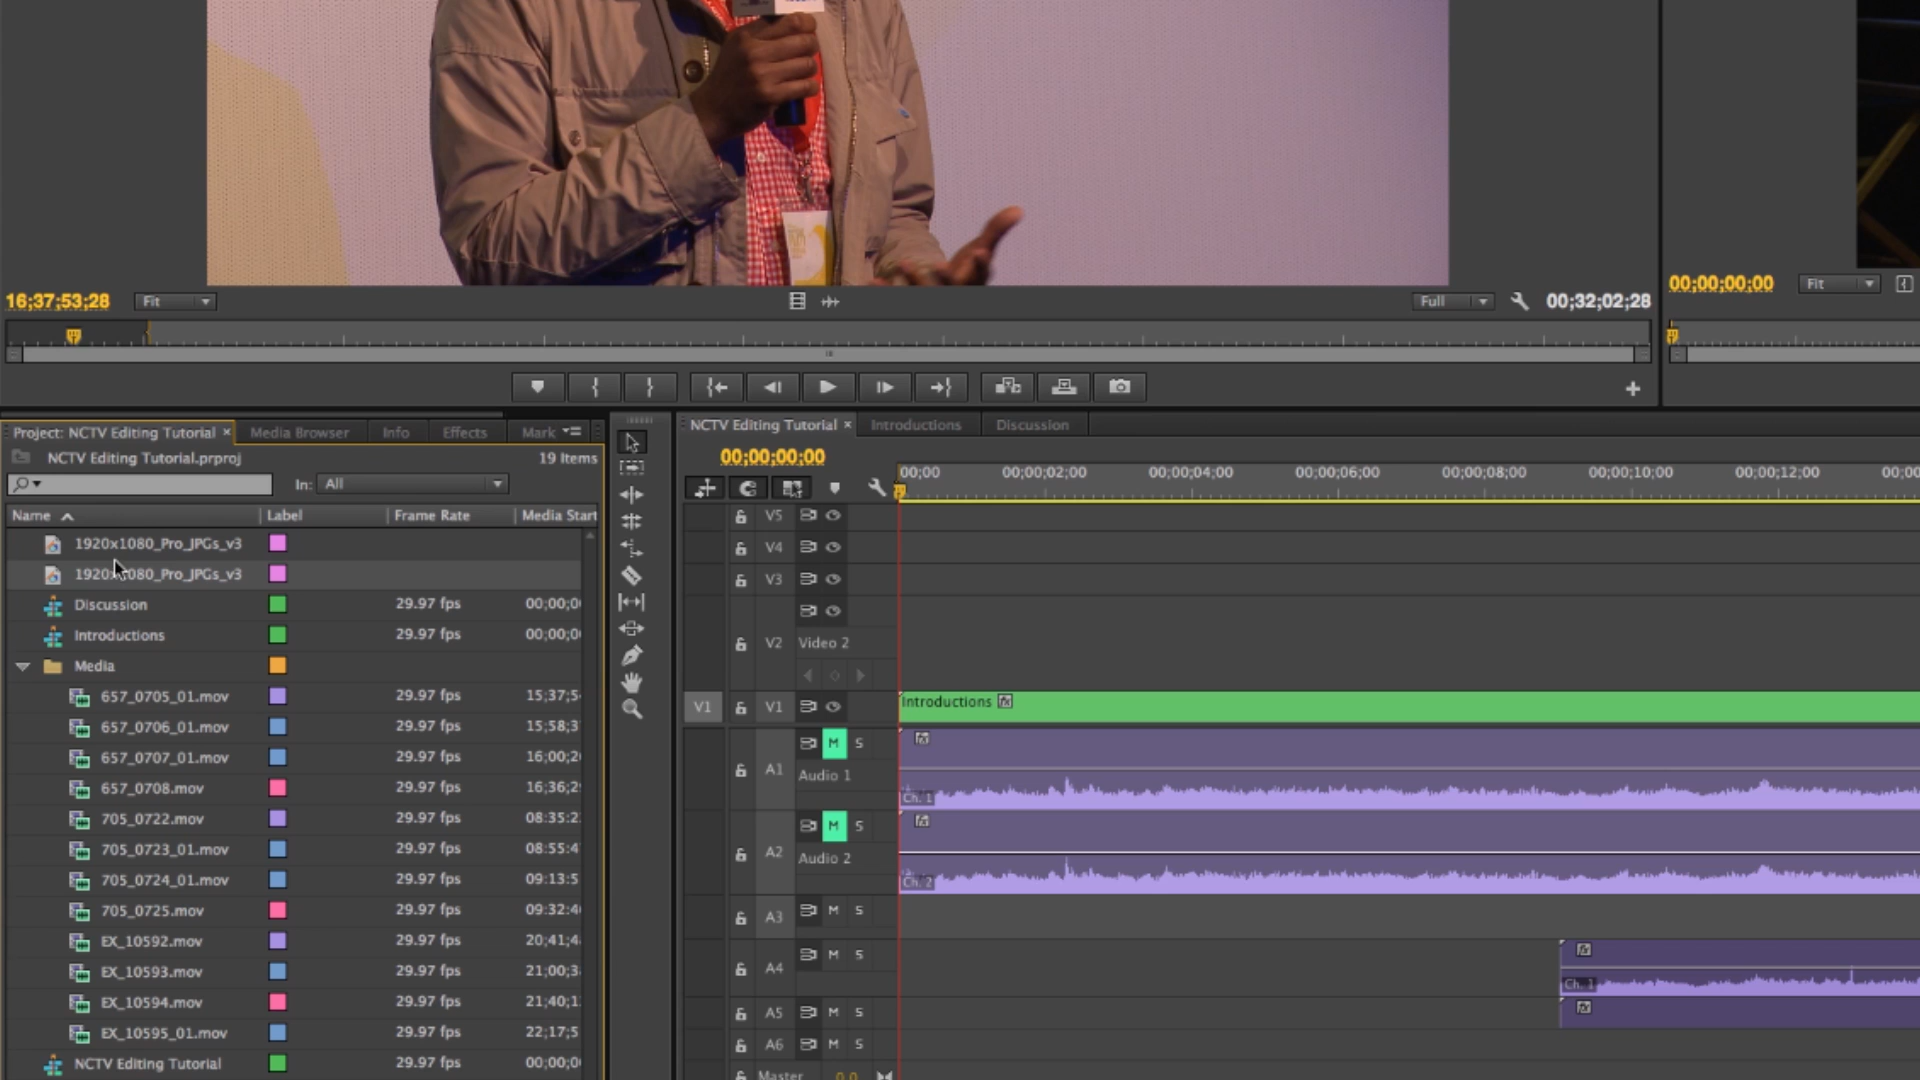 16;37;53;28 Fit Full 00;32;02;28
00;00;00;00 Fit
Project: NCTV Editing Tutorial × Media Browser Info Effects Mark
NCTV Editing Tutorial.prproj 19 Items
In: All
Name Label Frame Rate Media Start
1920x1080_Pro_JPGs_v3
1920x1080_Pro_JPGs_v3
Discussion 29.97 fps 00;00;0
Introductions 29.97 fps 00;00;0
Media
657_0705_01.mov 29.97 fps 15;37;5
657_0706_01.mov 29.97 fps 15;58;3
657_0707_01.mov 29.97 fps 16;00;2
657_0708.mov 29.97 fps 16;36;2
705_0722.mov 29.97 fps 08:35:2
705_0723_01.mov 29.97 fps 08:55:4
705_0724_01.mov 29.97 fps 09:13:5
705_0725.mov 29.97 fps 09:32:4
EX_10592.mov 29.97 fps 20;41;4
EX_10593.mov 29.97 fps 21;00;3
EX_10594.mov 29.97 fps 21;40;1
EX_10595_01.mov 29.97 fps 22;17;5
NCTV Editing Tutorial 29.97 fps 00;00;0
NCTV Editing Tutorial × Introductions Discussion
00;00;00;00
00;00 00;00;02;00 00;00;04;00 00;00;06;00 00;00;08;00 00;00;10;00 00;00;12;00 00;00
V5
V4
V3
V2 Video 2
V1 V1 Introductions fx
A1 M S fx
Audio 1
Ch. 1
A2 M S fx
Audio 2
Ch. 2
A3 M S
A4 M S fx
Ch. 1
A5 M S fx
A6 M S
Master 0.0